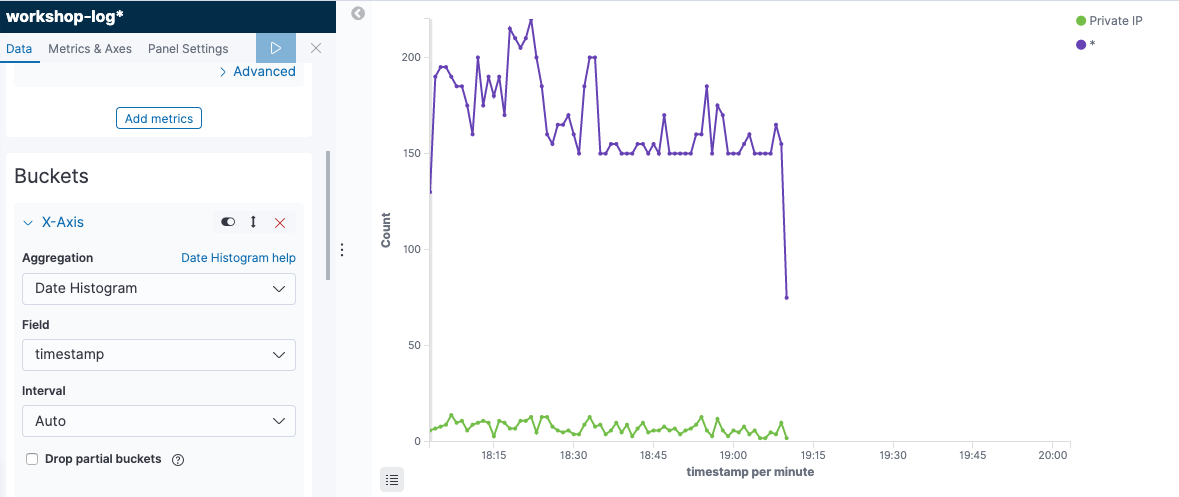 workshop-log*
Data Metrics & Axes Panel Settings
Advanced
Add metrics
Buckets
X-Axis
Aggregation Date Histogram help
Date Histogram
Field
timestamp
Interval
Auto
Drop partial buckets
Count
200
150
100
50
0
18:15 18:30 18:45 19:00 19:15 19:30 19:45 20:00
timestamp per minute
Private IP
*